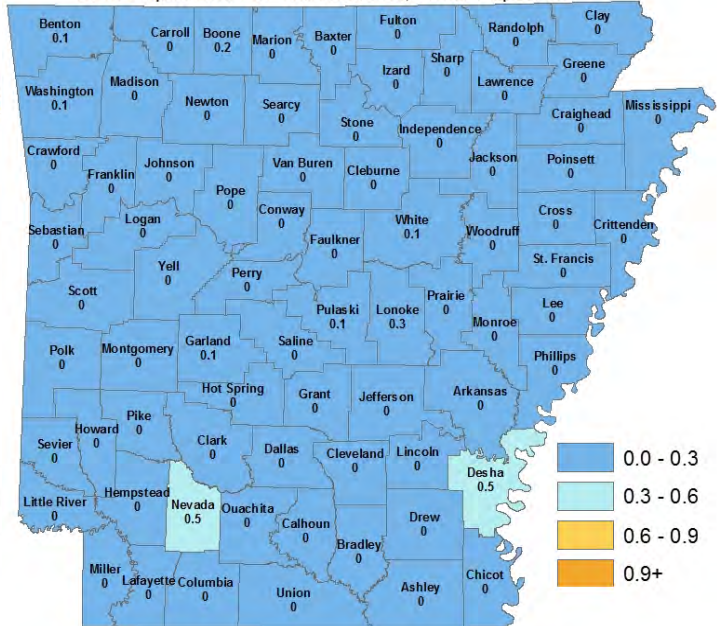 Benton
0.1
Carroll
0
Boone
0.2
Marion
0
Baxter
0
Fulton
0
Randolph
0
Clay
0
Washington
0.1
Madison
0
Newton
0
Searcy
0
Stone
0
Izard
0
Sharp
0
Lawrence
0
Greene
0
Independence
0
Craighead
0
Mississippi
0
Crawford
0
Franklin
0
Johnson
0
Pope
0
Van Buren
0
Cleburne
0
Jackson
0
Poinsett
0
Sebastian
0
Logan
0
Conway
0
Faulkner
0
White
0.1
Woodruff
0
Cross
0
Crittenden
0
St. Francis
0
Scott
0
Yell
0
Perry
0
Pulaski
0.1
Lonoke
0.3
Prairie
0
Monroe
0
Lee
0
Phillips
0
Polk
0
Montgomery
0
Garland
0.1
Saline
0
Hot Spring
0
Grant
0
Jefferson
0
Arkansas
0
Sevier
0
Howard
0
Pike
0
Clark
0
Dallas
0
Cleveland
0
Lincoln
0
Desha
0.5
Little River
0
Hempstead
0
Nevada
0.5
Ouachita
0
Calhoun
0
Bradley
0
Drew
0
Miller
0
Lafayette
0
Columbia
0
Union
0
Ashley
0
Chicot
0
0.0 - 0.3
0.3 - 0.6
0.6 - 0.9
0.9+